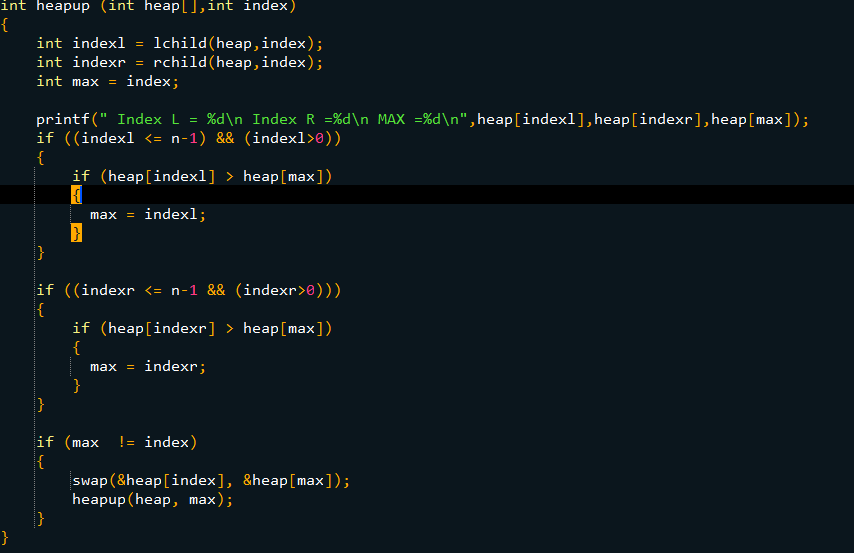 int heapup (int heap[],int index)
{
    int indexl = lchild(heap,index);
    int indexr = rchild(heap,index);
    int max = index;

    printf(" Index L = %d\n Index R =%d\n MAX =%d\n",heap[indexl],heap[indexr],heap[max]);
    if ((indexl <= n-1) && (indexl>0))
    {
        if (heap[indexl] > heap[max])
        {
          max = indexl;
        }
    }

    if ((indexr <= n-1 && (indexr>0)))
    {
        if (heap[indexr] > heap[max])
        {
          max = indexr;
        }
    }

    if (max  != index)
    {
        swap(&heap[index], &heap[max]);
        heapup(heap, max);
    }
}